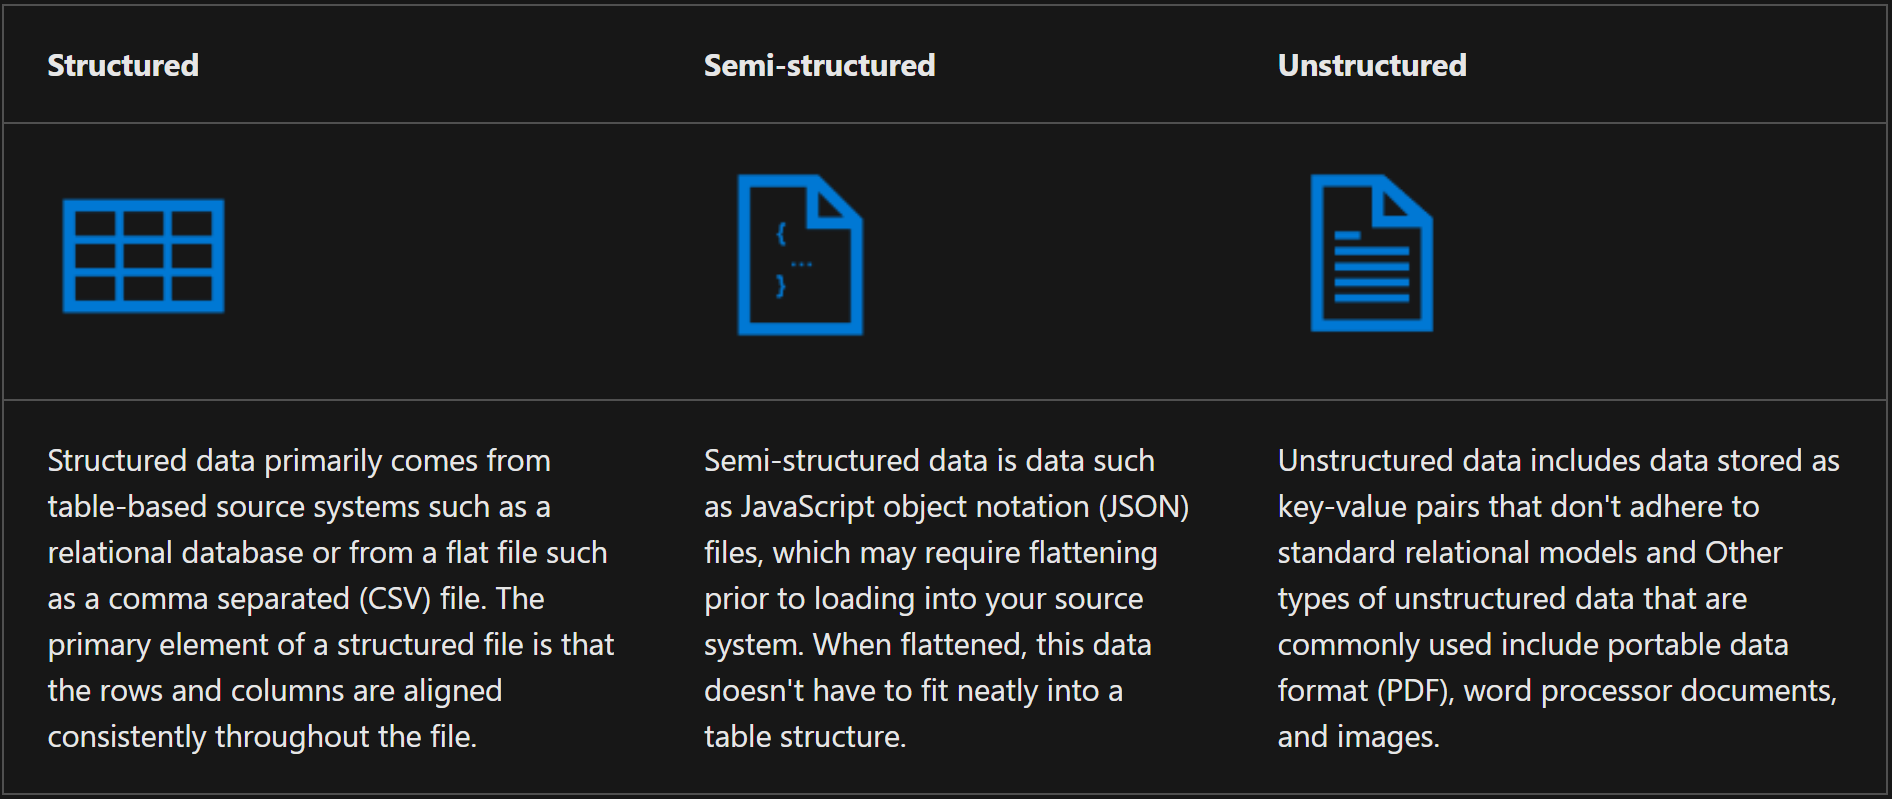 Structured
Semi-structured
Unstructured
{
...
}
Structured data primarily comes from
table-based source systems such as a
relational database or from a flat file such
as a comma separated (CSV) file. The
primary element of a structured file is that
the rows and columns are aligned
consistently throughout the file.
Semi-structured data is data such
as JavaScript object notation (JSON)
files, which may require flattening
prior to loading into your source
system. When flattened, this data
doesn't have to fit neatly into a
table structure.
Unstructured data includes data stored as
key-value pairs that don't adhere to
standard relational models and Other
types of unstructured data that are
commonly used include portable data
format (PDF), word processor documents,
and images.